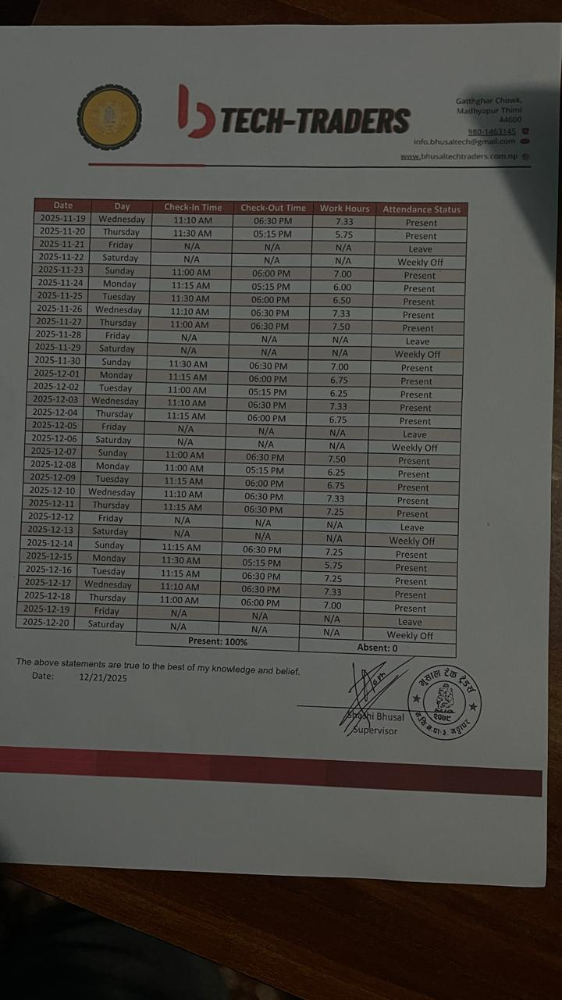 TECH-TRADERS
Gatthghar Chowk,
Madhyapur Thimi
44600
980-1463145
info.bhusaltech@gmail.com
www.bhusaltechtraders.com.np
Date Day Check-In Time Check-Out Time Work Hours Attendance Status
2025-11-19 Wednesday 11:10 AM 06:30 PM 7.33 Present
2025-11-20 Thursday 11:30 AM 05:15 PM 5.75 Present
2025-11-21 Friday N/A N/A N/A Leave
2025-11-22 Saturday N/A N/A N/A Weekly Off
2025-11-23 Sunday 11:00 AM 06:00 PM 7.00 Present
2025-11-24 Monday 11:15 AM 05:15 PM 6.00 Present
2025-11-25 Tuesday 11:30 AM 06:00 PM 6.50 Present
2025-11-26 Wednesday 11:10 AM 06:30 PM 7.33 Present
2025-11-27 Thursday 11:00 AM 06:30 PM 7.50 Present
2025-11-28 Friday N/A N/A N/A Leave
2025-11-29 Saturday N/A N/A N/A Weekly Off
2025-11-30 Sunday 11:30 AM 06:30 PM 7.00 Present
2025-12-01 Monday 11:15 AM 06:00 PM 6.75 Present
2025-12-02 Tuesday 11:00 AM 05:15 PM 6.25 Present
2025-12-03 Wednesday 11:10 AM 06:30 PM 7.33 Present
2025-12-04 Thursday 11:15 AM 06:00 PM 6.75 Present
2025-12-05 Friday N/A N/A N/A Leave
2025-12-06 Saturday N/A N/A N/A Weekly Off
2025-12-07 Sunday 11:00 AM 06:30 PM 7.50 Present
2025-12-08 Monday 11:00 AM 05:15 PM 6.25 Present
2025-12-09 Tuesday 11:15 AM 06:00 PM 6.75 Present
2025-12-10 Wednesday 11:10 AM 06:30 PM 7.33 Present
2025-12-11 Thursday 11:15 AM 06:30 PM 7.25 Present
2025-12-12 Friday N/A N/A N/A Leave
2025-12-13 Saturday N/A N/A N/A Weekly Off
2025-12-14 Sunday 11:15 AM 06:30 PM 7.25 Present
2025-12-15 Monday 11:30 AM 05:15 PM 5.75 Present
2025-12-16 Tuesday 11:15 AM 06:30 PM 7.25 Present
2025-12-17 Wednesday 11:10 AM 06:30 PM 7.33 Present
2025-12-18 Thursday 11:00 AM 06:00 PM 7.00 Present
2025-12-19 Friday N/A N/A N/A Leave
2025-12-20 Saturday N/A N/A N/A Weekly Off
Present: 100% Absent: 0
The above statements are true to the best of my knowledge and belief.
Date: 12/21/2025
Shashi Bhusal
Supervisor
भुसाल टेक ट्रेडर्स
२०७९